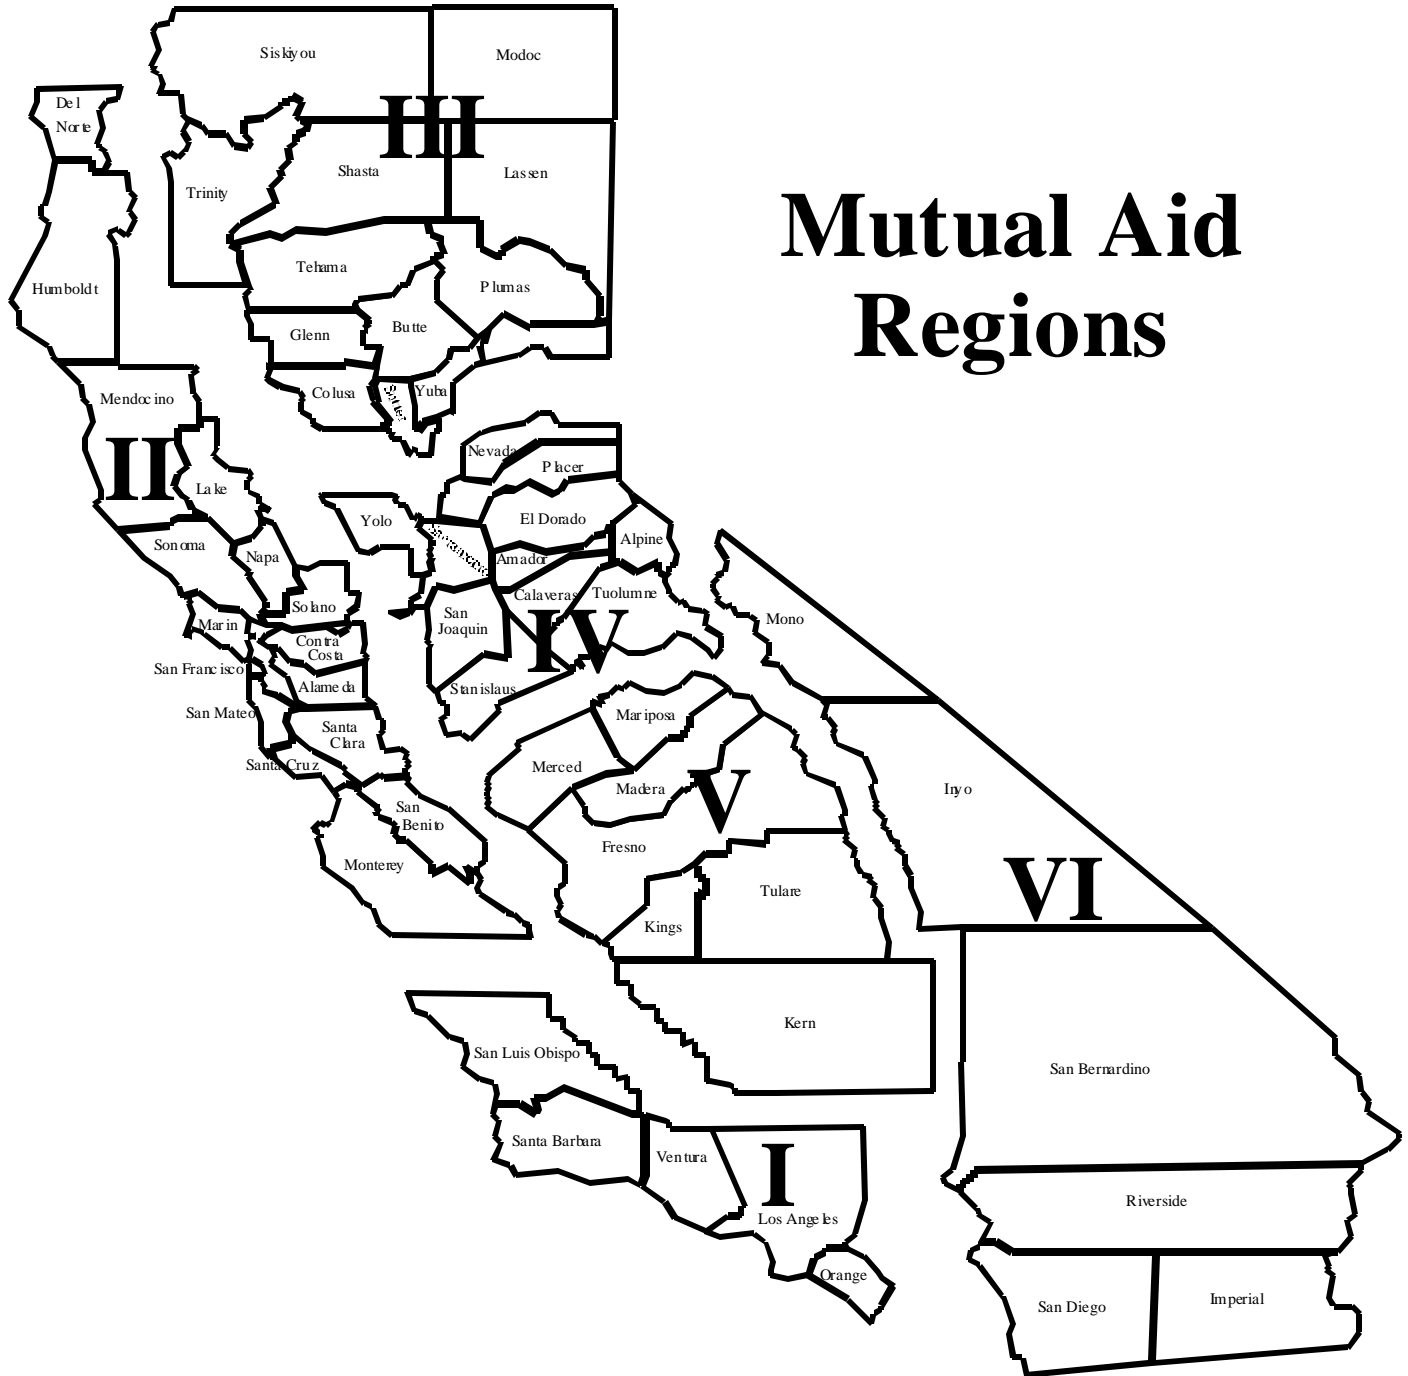 Mutual Aid
Regions
Siskiyou
Modoc
Del
Norte
III
Shasta
Lassen
Trinity
Humboldt
Tehama
Plumas
Glenn
Butte
Colusa
Yuba
Mendocino
II
Lake
Sonoma
Napa
Solano
Marin
Contra
Costa
San Francisco
Alameda
San Mateo
Santa
Clara
Santa Cruz
San
Benito
Monterey
Nevada
Placer
Yolo
El Dorado
Alpine
Amador
Calaveras
Tuolumne
San
Joaquin
IV
Stanislaus
Mariposa
Merced
Madera
V
Fresno
Tulare
Kings
Kern
Mono
Inyo
VI
San Bernardino
Riverside
San Diego
Imperial
San Luis Obispo
Santa Barbara
Ventura
I
Los Angeles
Orange